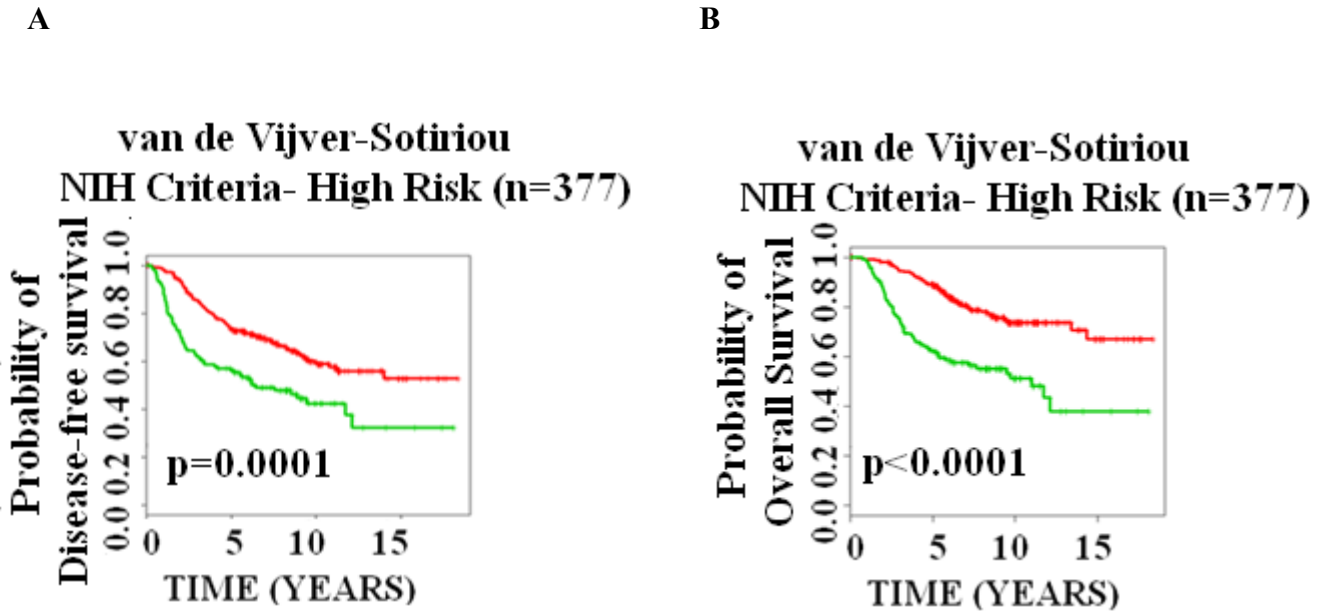 A
van de Vijver-Sotiriou
NIH Criteria- High Risk (n=377)
Probability of
Disease-free survival
1.0
0.8
0.6
0.4
0.2
0.0
p=0.0001
0 5 10 15
TIME (YEARS)
B
van de Vijver-Sotiriou
NIH Criteria- High Risk (n=377)
Probability of
Overall Survival
1.0
0.8
0.6
0.4
0.2
0.0
p<0.0001
0 5 10 15
TIME (YEARS)